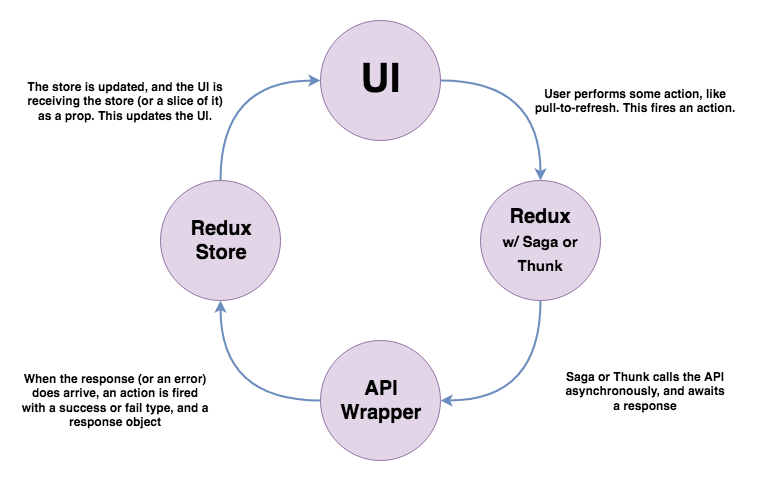 UI
The store is updated, and the UI is
receiving the store (or a slice of it)
as a prop. This updates the UI.
User performs some action, like
pull-to-refresh. This fires an action.
Redux
Store
Redux
w/ Saga or
Thunk
When the response (or an error)
does arrive, an action is fired
with a success or fail type, and a
response object
API
Wrapper
Saga or Thunk calls the API
asynchronously, and awaits
a response